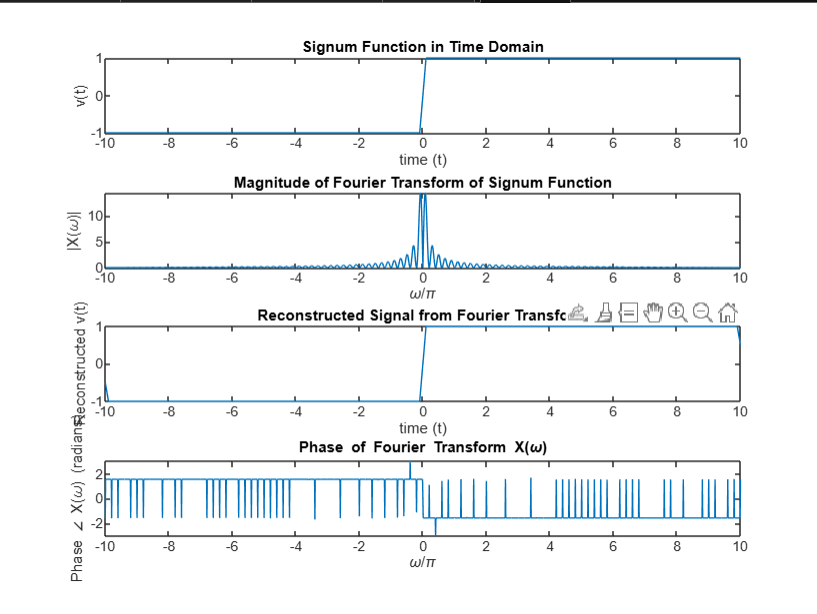 Signum Function in Time Domain
1
0
-1
v(t)
-10 -8 -6 -4 -2 0 2 4 6 8 10
time (t)
Magnitude of Fourier Transform of Signum Function
10
5
0
|X(ω)|
-10 -8 -6 -4 -2 0 2 4 6 8 10
ω/π
Reconstructed Signal from Fourier Transfo
1
0
-1
Reconstructed v(t)
-10 -8 -6 -4 -2 0 2 4 6 8 10
time (t)
Phase of Fourier Transform X(ω)
2
0
-2
Phase ∠ X(ω) (radians)
-10 -8 -6 -4 -2 0 2 4 6 8 10
ω/π